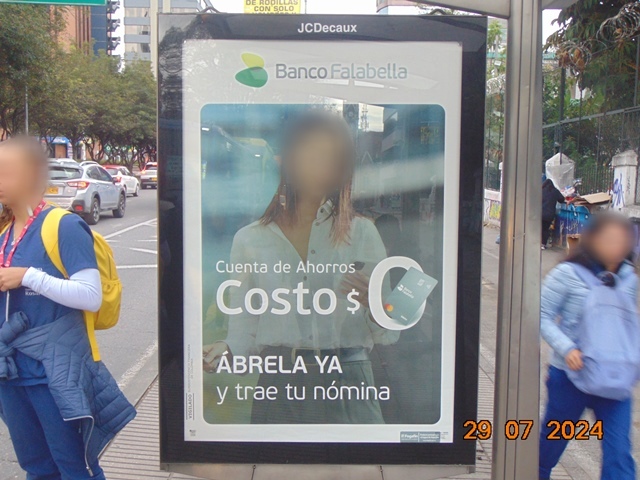 DE RODILLAS
CON SOLO
JCDecaux
Banco Falabella
Cuenta de Ahorros
Costo $ 0
ÁBRELA YA
y trae tu nómina
VIGILADO
29 07 2024